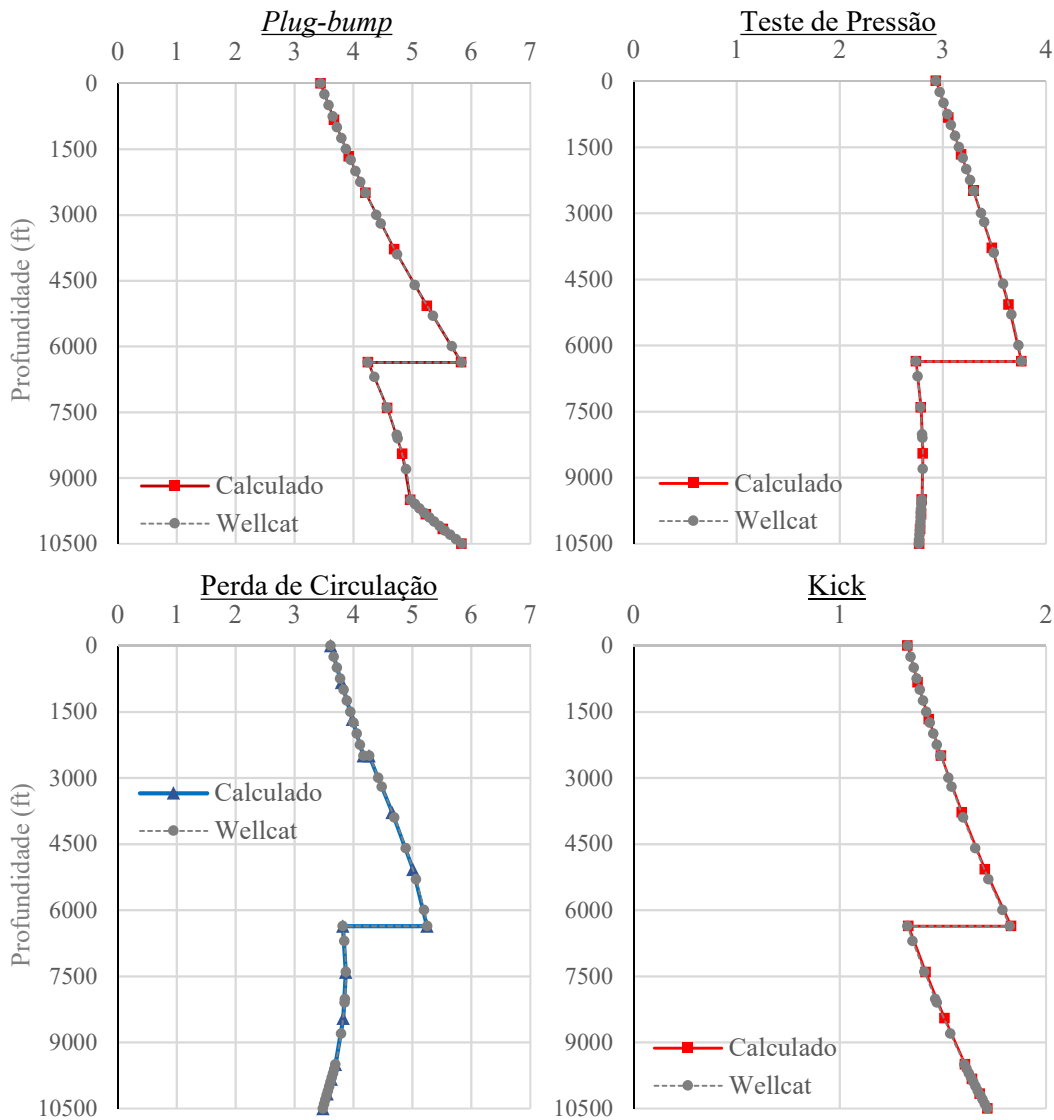 Plug-bump
0 1 2 3 4 5 6 7
Profundidade (ft)
0
1500
3000
4500
6000
7500
9000
10500
Calculado
Wellcat
Teste de Pressão
0 1 2 3 4
0
1500
3000
4500
6000
7500
9000
10500
Calculado
Wellcat
Perda de Circulação
0 1 2 3 4 5 6 7
Profundidade (ft)
0
1500
3000
4500
6000
7500
9000
10500
Calculado
Wellcat
Kick
0 1 2
0
1500
3000
4500
6000
7500
9000
10500
Calculado
Wellcat